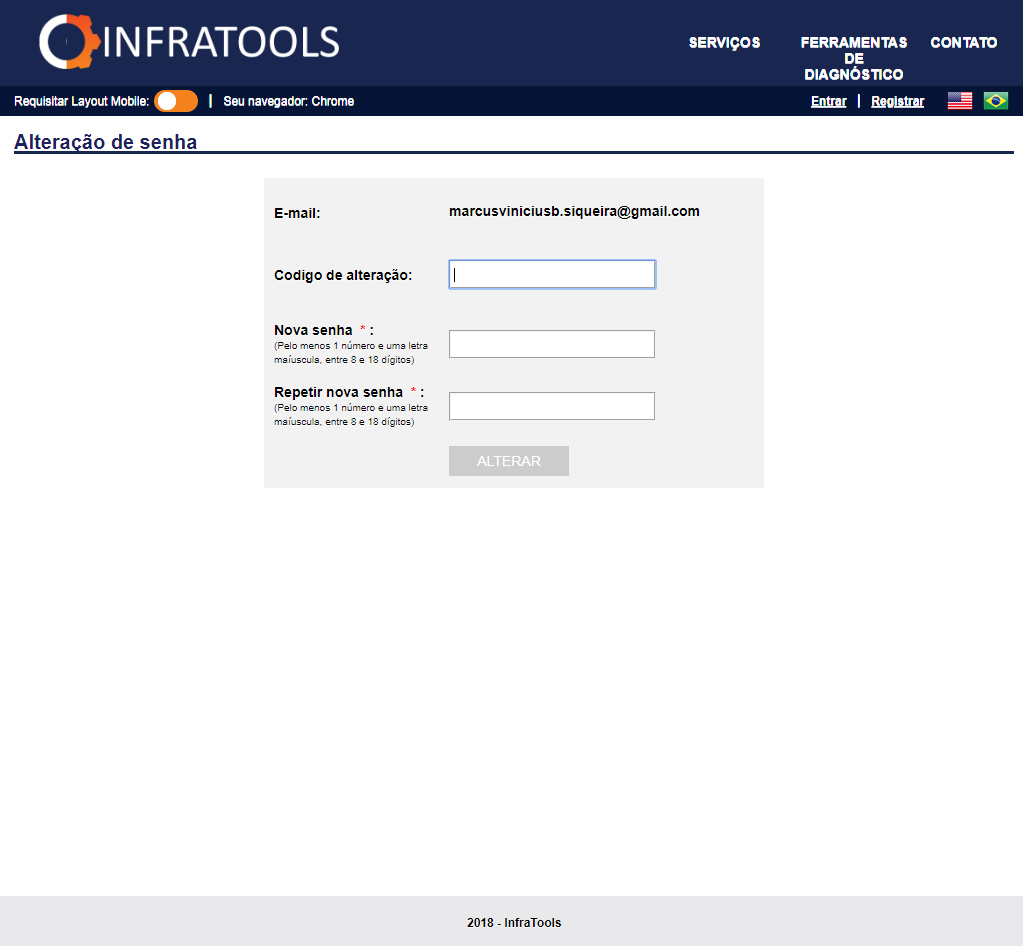 INFRATOOLS
SERVIÇOS
FERRAMENTAS
DE
DIAGNÓSTICO
CONTATO
Requisitar Layout Mobile: | Seu navegador: Chrome
Entrar | Registrar
Alteração de senha
E-mail: marcusviniciusb.siqueira@gmail.com
Codigo de alteração:
Nova senha * :
(Pelo menos 1 número e uma letra
maíuscula, entre 8 e 18 dígitos)
Repetir nova senha * :
(Pelo menos 1 número e uma letra
maíuscula, entre 8 e 18 dígitos)
ALTERAR
2018 - InfraTools